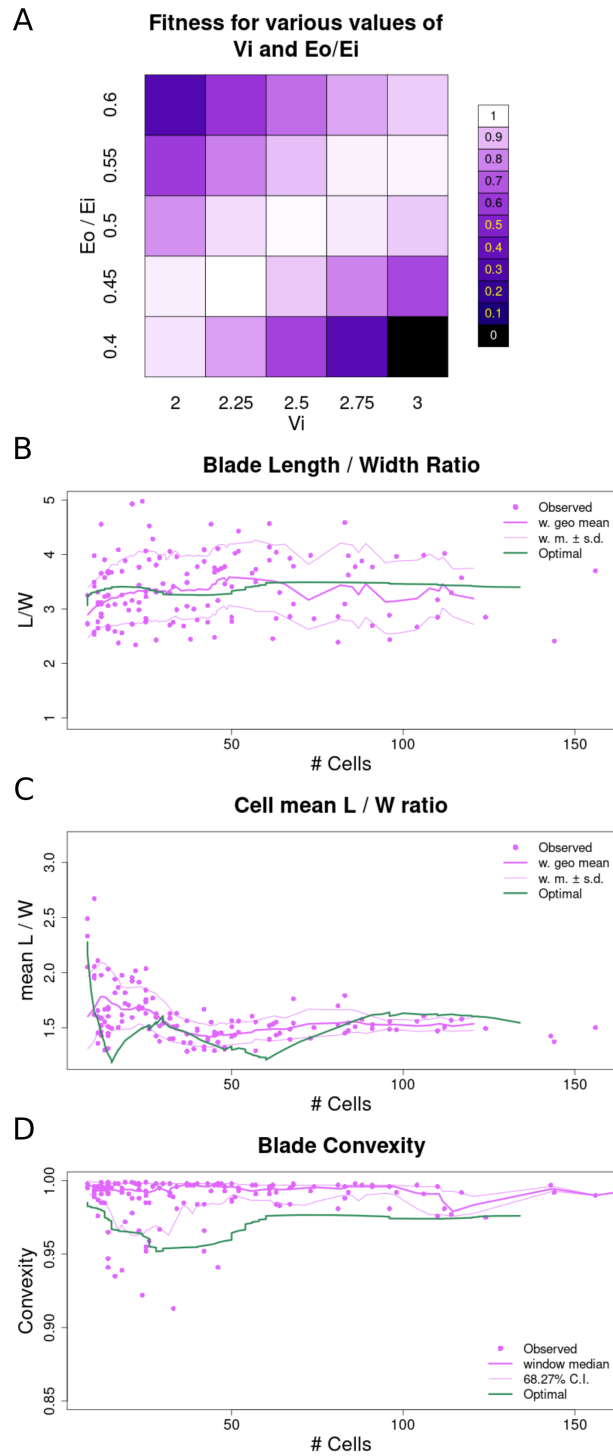 A
Fitness for various values of
Vi and Eo/Ei
Eo / Ei
0.6
0.55
0.5
0.45
0.4
2 2.25 2.5 2.75 3
Vi
1
0.9
0.8
0.7
0.6
0.5
0.4
0.3
0.2
0.1
0
B
Blade Length / Width Ratio
L/W
5
4
3
2
1
Observed
w. geo mean
w. m. ± s.d.
Optimal
50 100 150
# Cells
C
Cell mean L / W ratio
mean L / W
3.0
2.5
2.0
1.5
Observed
w. geo mean
w. m. ± s.d.
Optimal
50 100 150
# Cells
D
Blade Convexity
Convexity
1.00
0.95
0.90
0.85
Observed
window median
68.27% C.I.
Optimal
50 100 150
# Cells